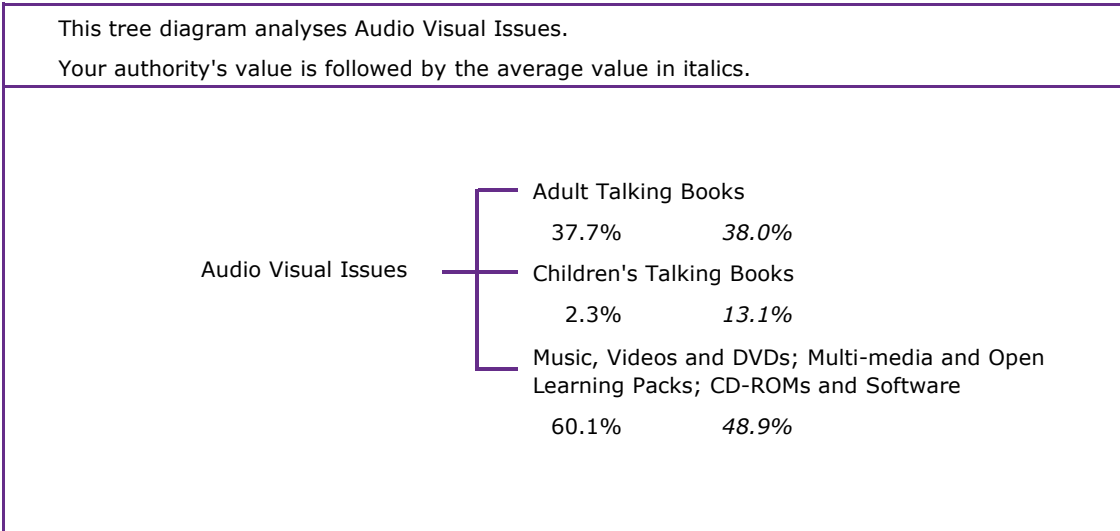 This tree diagram analyses Audio Visual Issues.
Your authority's value is followed by the average value in italics.
Adult Talking Books
37.7% 38.0%
Audio Visual Issues
Children's Talking Books
2.3% 13.1%
Music, Videos and DVDs; Multi-media and Open
Learning Packs; CD-ROMs and Software
60.1% 48.9%